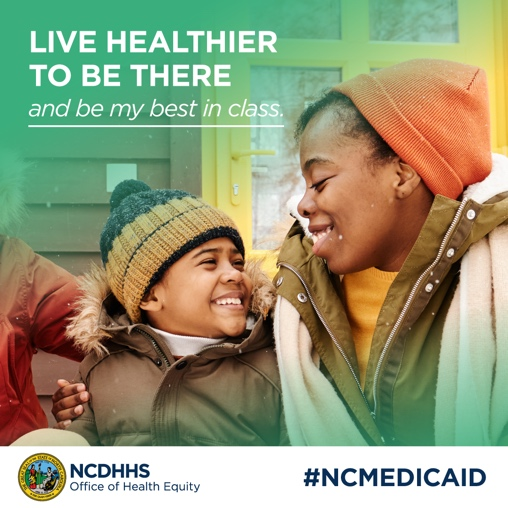 LIVE HEALTHIER
TO BE THERE
and be my best in class.
NCDHHS
Office of Health Equity
#NCMEDICAID